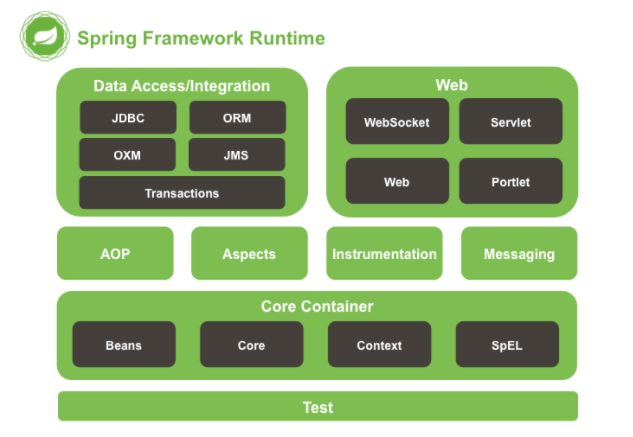 Spring Framework Runtime
Data Access/Integration
JDBC ORM
OXM JMS
Transactions
Web
WebSocket Servlet
Web Portlet
AOP Aspects Instrumentation Messaging
Core Container
Beans Core Context SpEL
Test